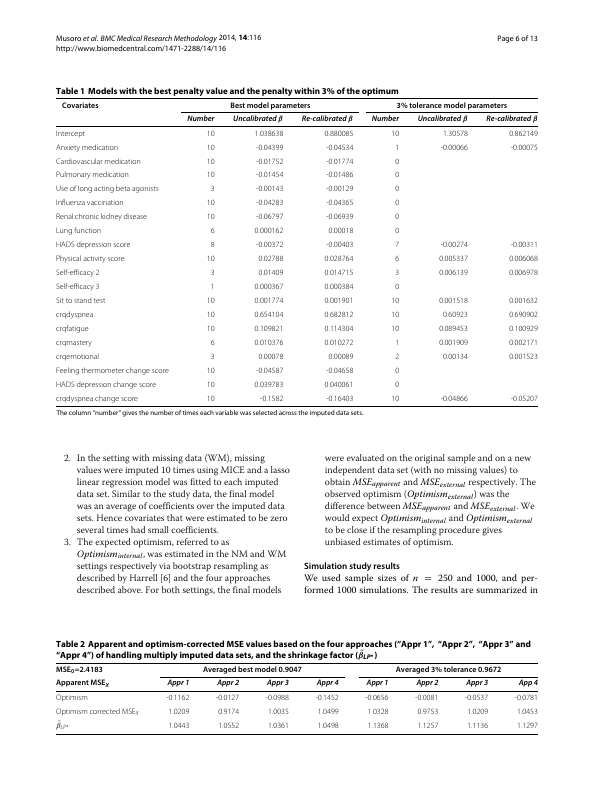 Musoro et al. BMC Medical Research Methodology 2014, 14:116
http://www.biomedcentral.com/1471-2288/14/116
Page 6 of 13
Table 1 Models with the best penalty value and the penalty within 3% of the optimum
Covariates Best model parameters 3% tolerance model parameters
Number Uncalibrated β Re-calibrated β Number Uncalibrated β Re-calibrated β
Intercept 10 1.038638 0.880085 10 1.30578 0.862149
Anxiety medication 10 -0.04399 -0.04534 1 -0.00066 -0.00075
Cardiovascular medication 10 -0.01752 -0.01774 0
Pulmonary medication 10 -0.01454 -0.01486 0
Use of long acting beta agonists 3 -0.00143 -0.00129 0
Influenza vaccination 10 -0.04283 -0.04365 0
Renal:chronic kidney disease 10 -0.06797 -0.06939 0
Lung function 6 0.000162 0.00018 0
HADS depression score 8 -0.00372 -0.00403 7 -0.00274 -0.00311
Physical activity score 10 0.02788 0.028764 6 0.005337 0.006068
Self-efficacy 2 3 0.01409 0.014715 3 0.006139 0.006978
Self-efficacy 3 1 0.000367 0.000384 0
Sit to stand test 10 0.001774 0.001901 10 0.001518 0.001632
crqdyspnea 10 0.654104 0.682812 10 0.60923 0.690902
crqfatigue 10 0.109821 0.114304 10 0.089453 0.100929
crqmastery 6 0.010376 0.010272 1 0.001909 0.002171
crqemotional 3 0.00078 0.00089 2 0.00134 0.001523
Feeling thermometer change score 10 -0.04587 -0.04658 0
HADS depression change score 10 0.039783 0.040061 0
crqdyspnea change score 10 -0.1582 -0.16403 10 -0.04866 -0.05207
The column "number" gives the number of times each variable was selected across the imputed data sets.
2. In the setting with missing data (WM), missing
values were imputed 10 times using MICE and a lasso
linear regression model was fitted to each imputed
data set. Similar to the study data, the final model
was an average of coefficients over the imputed data
sets. Hence covariates that were estimated to be zero
several times had small coefficients.
3. The expected optimism, referred to as
Optimisminternal, was estimated in the NM and WM
settings respectively via bootstrap resampling as
described by Harrell [6] and the four approaches
described above. For both settings, the final models
were evaluated on the original sample and on a new
independent data set (with no missing values) to
obtain MSEapparent and MSEexternal respectively. The
observed optimism (Optimismexternal) was the
difference between MSEapparent and MSEexternal. We
would expect Optimisminternal and Optimismexternal
to be close if the resampling procedure gives
unbiased estimates of optimism.
Simulation study results
We used sample sizes of n = 250 and 1000, and per-
formed 1000 simulations. The results are summarized in
Table 2 Apparent and optimism-corrected MSE values based on the four approaches ("Appr 1", "Appr 2", "Appr 3" and
"Appr 4") of handling multiply imputed data sets, and the shrinkage factor (β̂LP*)
MSE0=2.4183 Averaged best model 0.9047 Averaged 3% tolerance 0.9672
Apparent MSEX Appr 1 Appr 2 Appr 3 Appr 4 Appr 1 Appr 2 Appr 3 App 4
Optimism -0.1162 -0.0127 -0.0988 -0.1452 -0.0656 -0.0081 -0.0537 -0.0781
Optimism corrected MSEX 1.0209 0.9174 1.0035 1.0499 1.0328 0.9753 1.0209 1.0453
β̂LP* 1.0443 1.0552 1.0361 1.0498 1.1368 1.1257 1.1136 1.1297